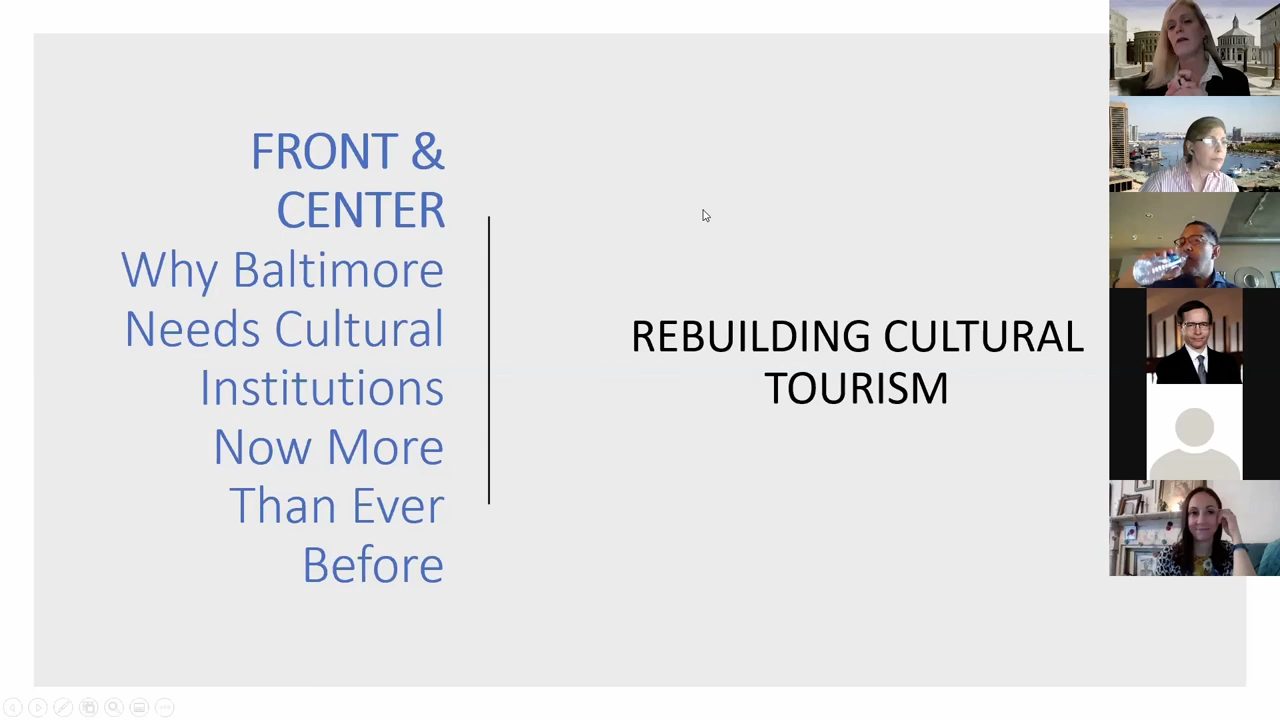 FRONT &
CENTER
Why Baltimore
Needs Cultural
Institutions
Now More
Than Ever
Before
REBUILDING CULTURAL
TOURISM